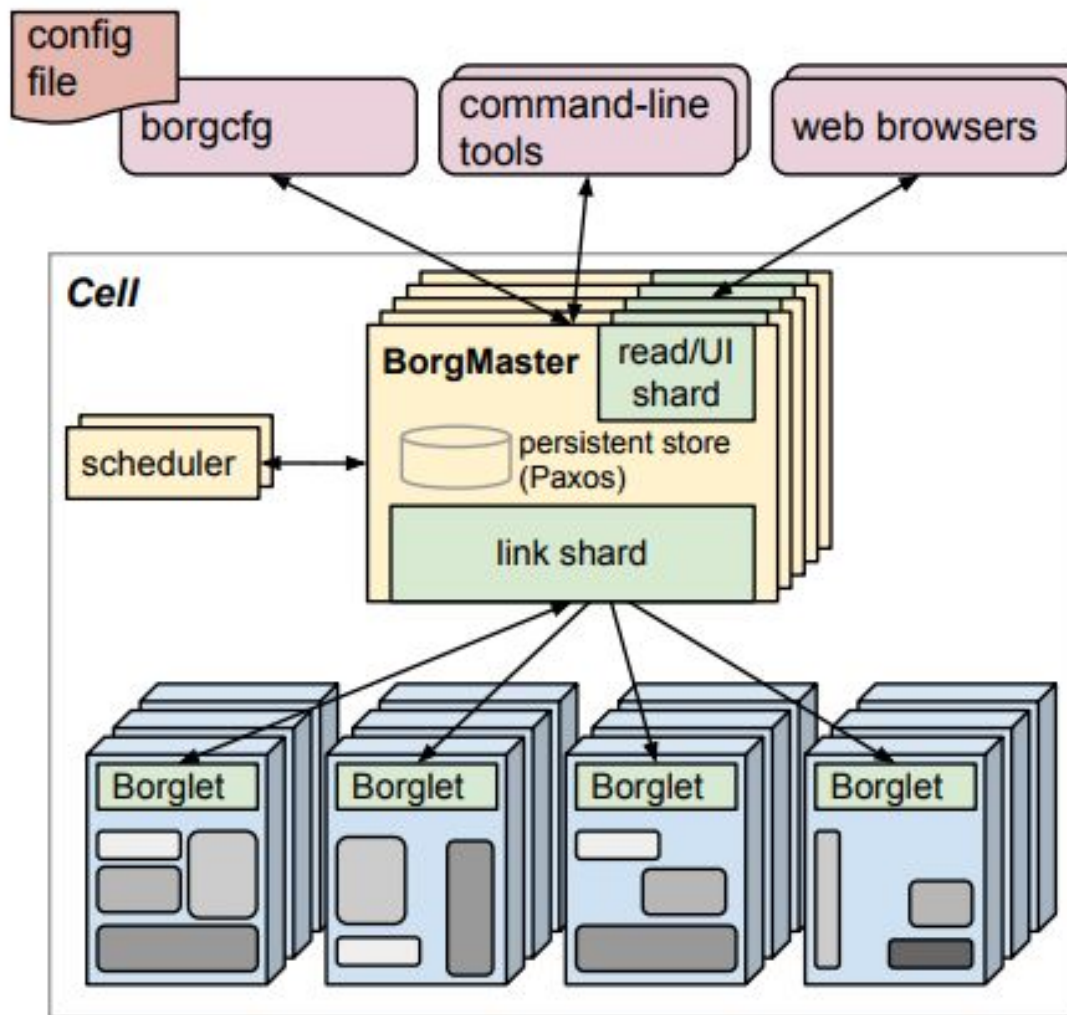 config
file
borgcfg
command-line
tools
web browsers
Cell
BorgMaster
read/UI
shard
scheduler
persistent store
(Paxos)
link shard
Borglet
Borglet
Borglet
Borglet